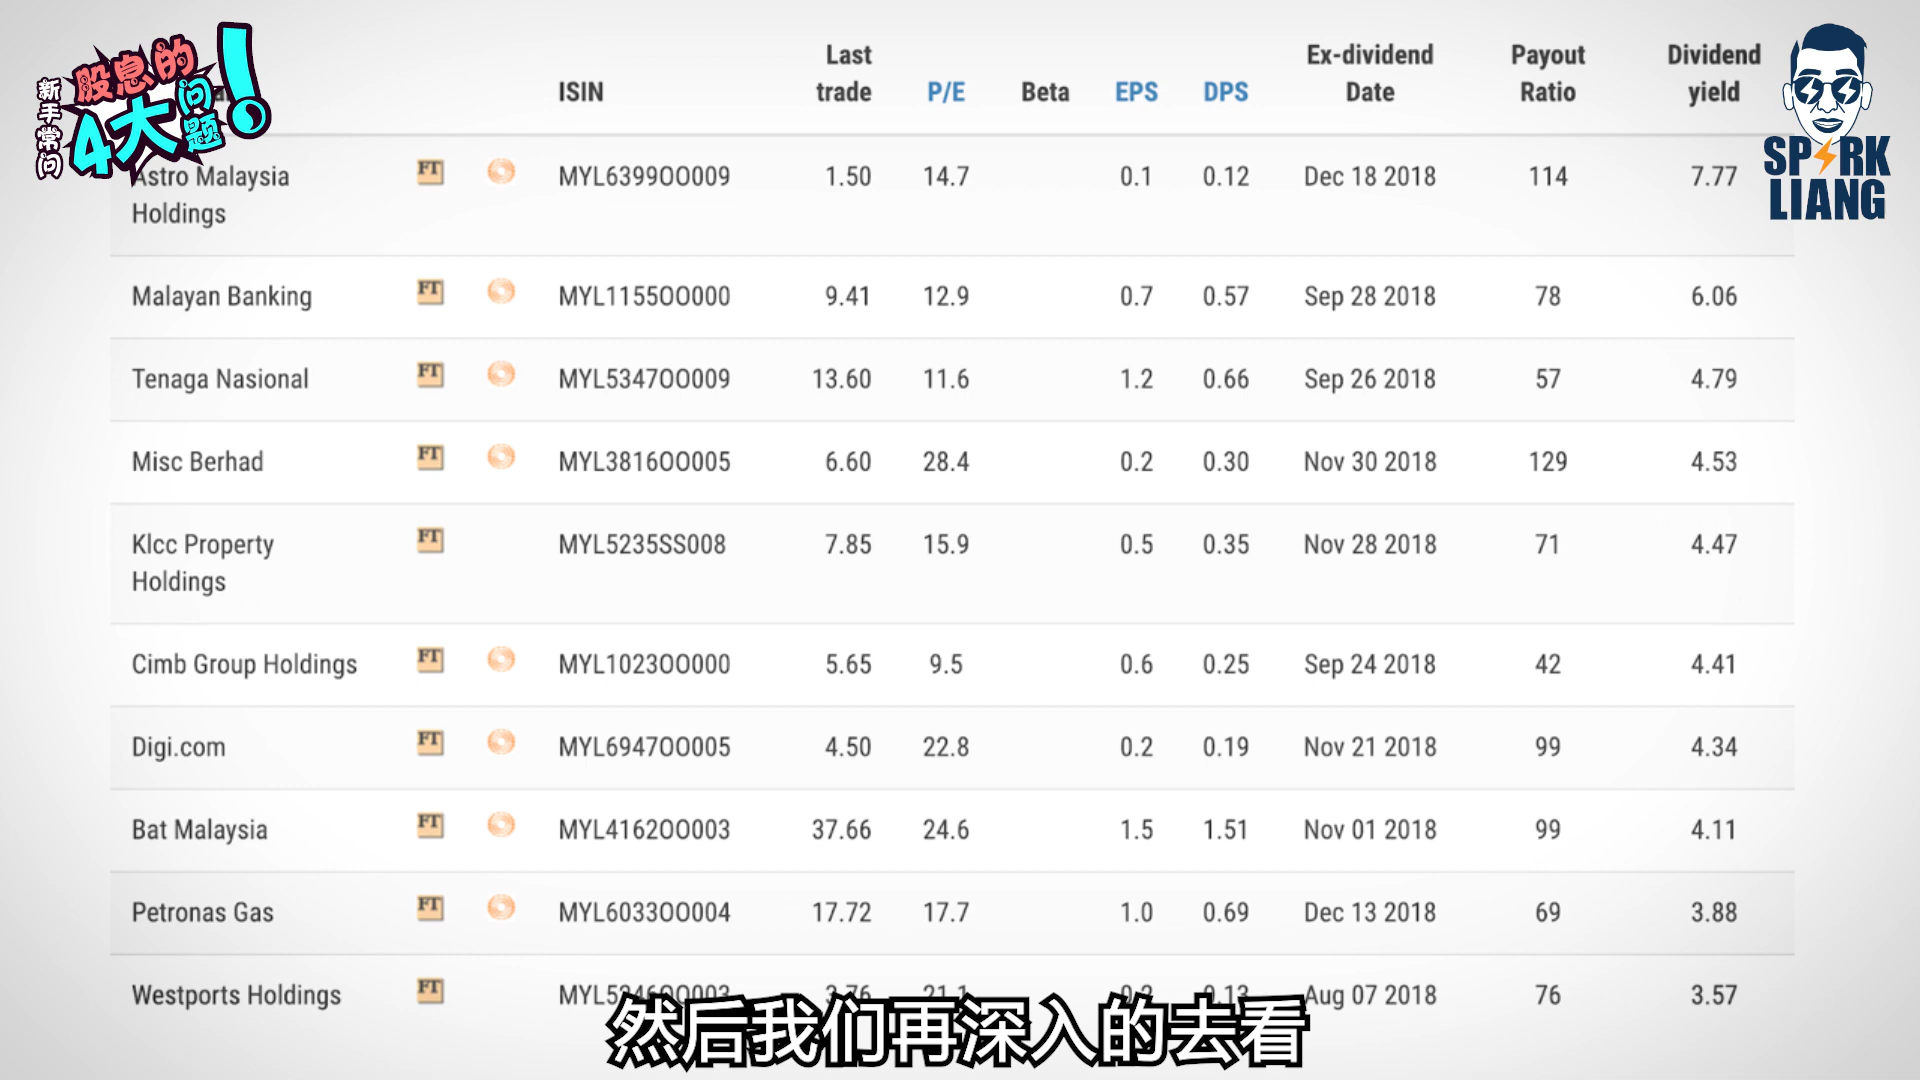 新手常问
股息的
4大问题!
SPARK
LIANG
ISIN Last trade P/E Beta EPS DPS Ex-dividend Date Payout Ratio Dividend yield
Astro Malaysia Holdings FT MYL6399OO009 1.50 14.7 0.1 0.12 Dec 18 2018 114 7.77
Malayan Banking FT MYL1155OO000 9.41 12.9 0.7 0.57 Sep 28 2018 78 6.06
Tenaga Nasional FT MYL5347OO009 13.60 11.6 1.2 0.66 Sep 26 2018 57 4.79
Misc Berhad FT MYL3816OO005 6.60 28.4 0.2 0.30 Nov 30 2018 129 4.53
Klcc Property Holdings FT MYL5235SS008 7.85 15.9 0.5 0.35 Nov 28 2018 71 4.47
Cimb Group Holdings FT MYL1023OO000 5.65 9.5 0.6 0.25 Sep 24 2018 42 4.41
Digi.com FT MYL6947OO005 4.50 22.8 0.2 0.19 Nov 21 2018 99 4.34
Bat Malaysia FT MYL4162OO003 37.66 24.6 1.5 1.51 Nov 01 2018 99 4.11
Petronas Gas FT MYL6033OO004 17.72 17.7 1.0 0.69 Dec 13 2018 69 3.88
Westports Holdings FT MYL5246OO003 3.76 21.1 0.2 0.13 Aug 07 2018 76 3.57
然后我们再深入的去看